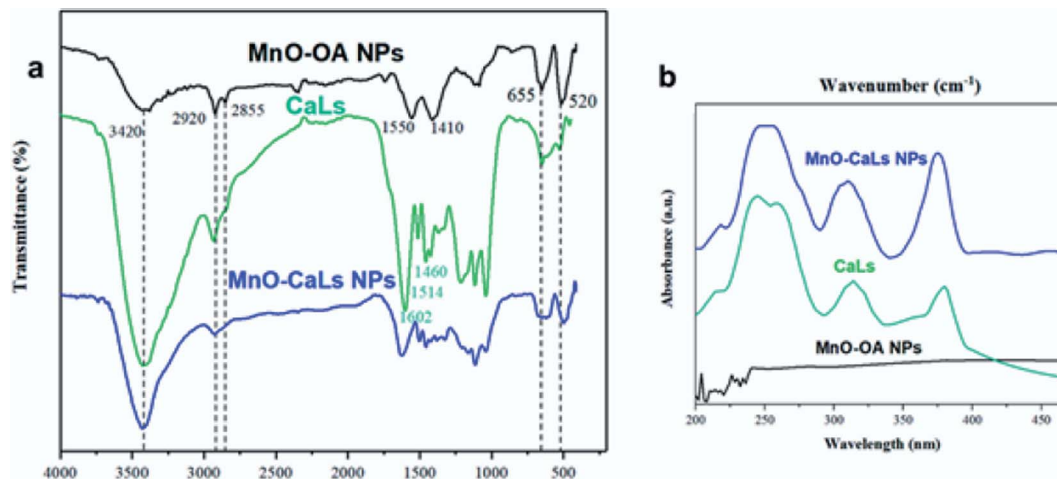 a
MnO-OA NPs
3420
2920
2855
CaLs
1550
1410
655
520
Transmittance (%)
MnO-CaLs NPs
1460
1514
1602
4000 3500 3000 2500 2000 1500 1000 500
b
Wavenumber (cm⁻¹)
MnO-CaLs NPs
CaLs
MnO-OA NPs
Absorbance (a.u.)
200 250 300 350 400 450
Wavelength (nm)